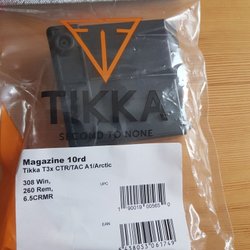 TIKKA
SECOND TO NONE
Magazine 10rd
Tikka T3x CTR/TAC A1/Arctic
308 Win,
260 Rem,
6.5CRMR
UPC
EAN